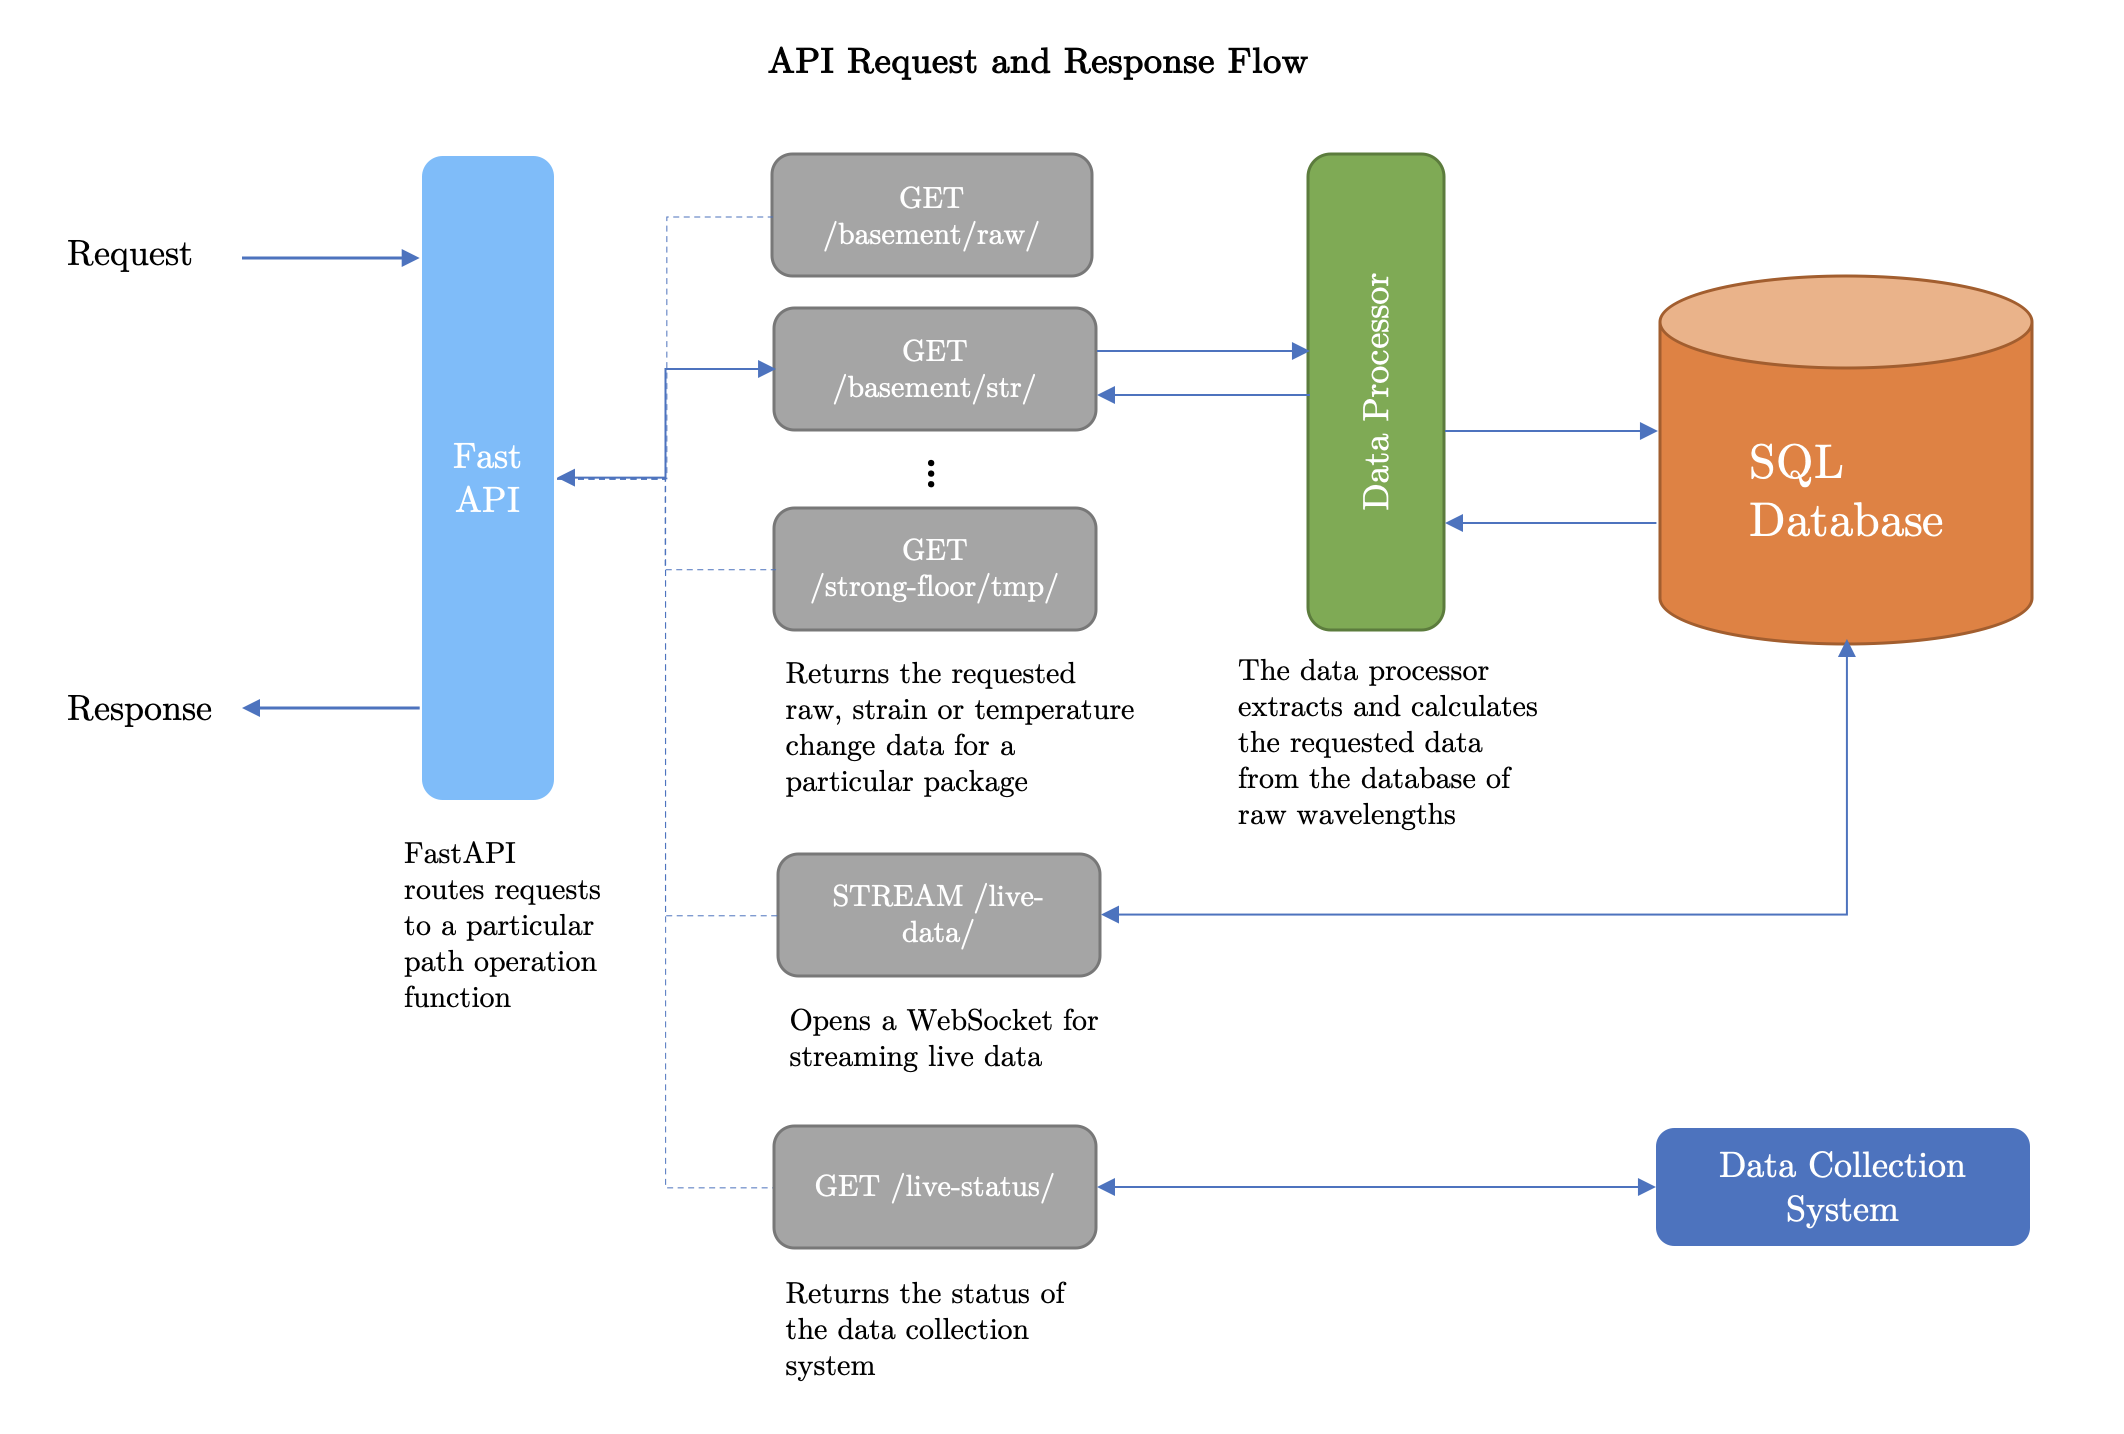 API Request and Response Flow
Request
Response
Fast
API
FastAPI
routes requests
to a particular
path operation
function
GET
/basement/raw/
GET
/basement/str/
GET
/strong-floor/tmp/
Returns the requested
raw, strain or temperature
change data for a
particular package
STREAM /live-
data/
Opens a WebSocket for
streaming live data
GET /live-status/
Returns the status of
the data collection
system
Data Processor
The data processor
extracts and calculates
the requested data
from the database of
raw wavelengths
SQL
Database
Data Collection
System